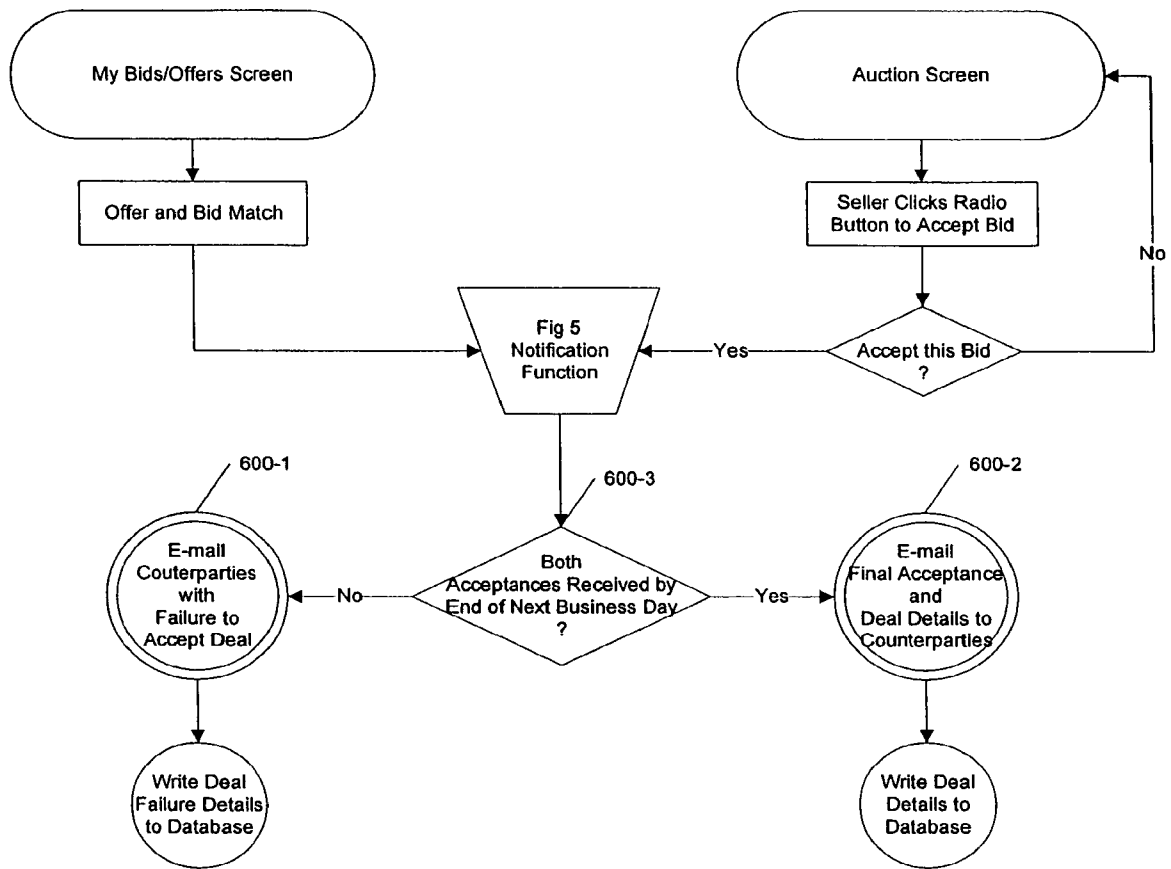 My Bids/Offers Screen
Auction Screen
Offer and Bid Match
Seller Clicks Radio
Button to Accept Bid
No
Fig 5
Notification
Function
Yes
Accept this Bid
?
600-1
600-3
600-2
E-mail
Couterparties
with
Failure to
Accept Deal
No
Both
Acceptances Received by
End of Next Business Day
?
Yes
E-mail
Final Acceptance
and
Deal Details to
Counterparties
Write Deal
Failure Details
to Database
Write Deal
Details to
Database